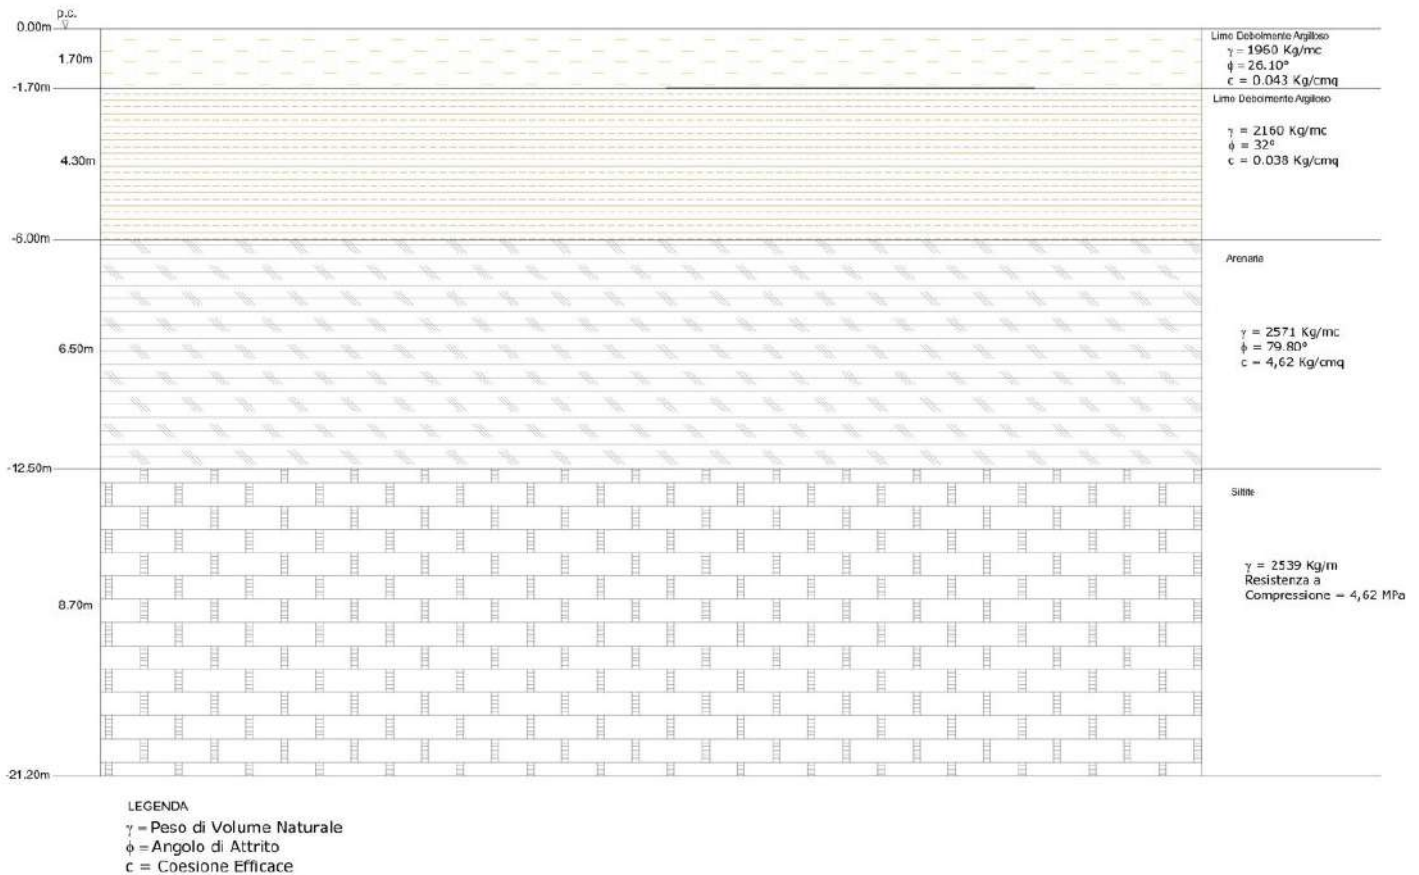 p.c.
0.00m
1.70m
-1.70m
4.30m
-6.00m
6.50m
-12.50m
8.70m
-21.20m
Limo Debolmente Argilloso
γ = 1960 Kg/mc
ϕ = 26.10°
c = 0.043 Kg/cmq
Limo Debolmente Argilloso
γ = 2160 Kg/mc
ϕ = 32°
c = 0.038 Kg/cmq
Arenaria
γ = 2571 Kg/mc
ϕ = 79.80°
c = 4,62 Kg/cmq
Siltite
γ = 2539 Kg/m
Resistenza a
Compressione = 4,62 MPa
LEGENDA
γ = Peso di Volume Naturale
ϕ = Angolo di Attrito
c = Coesione Efficace